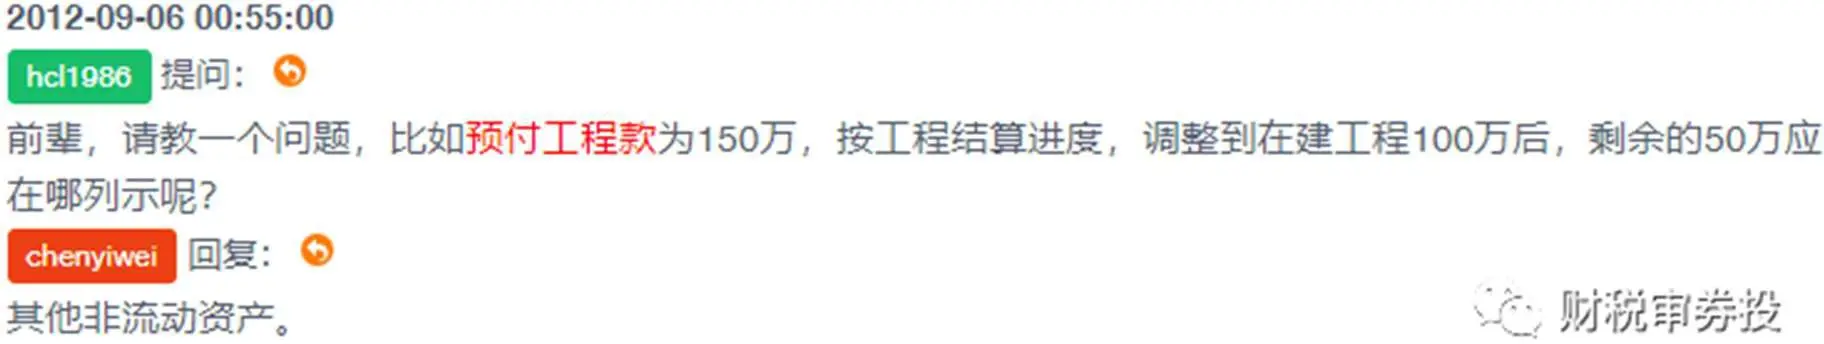 2012-09-06 00:55:00
hcl1986 提问：
前辈，请教一个问题，比如预付工程款为150万，按工程结算进度，调整到在建工程100万后，剩余的50万应
在哪列示呢？
chenyiwei 回复：
其他非流动资产。
财税审券投